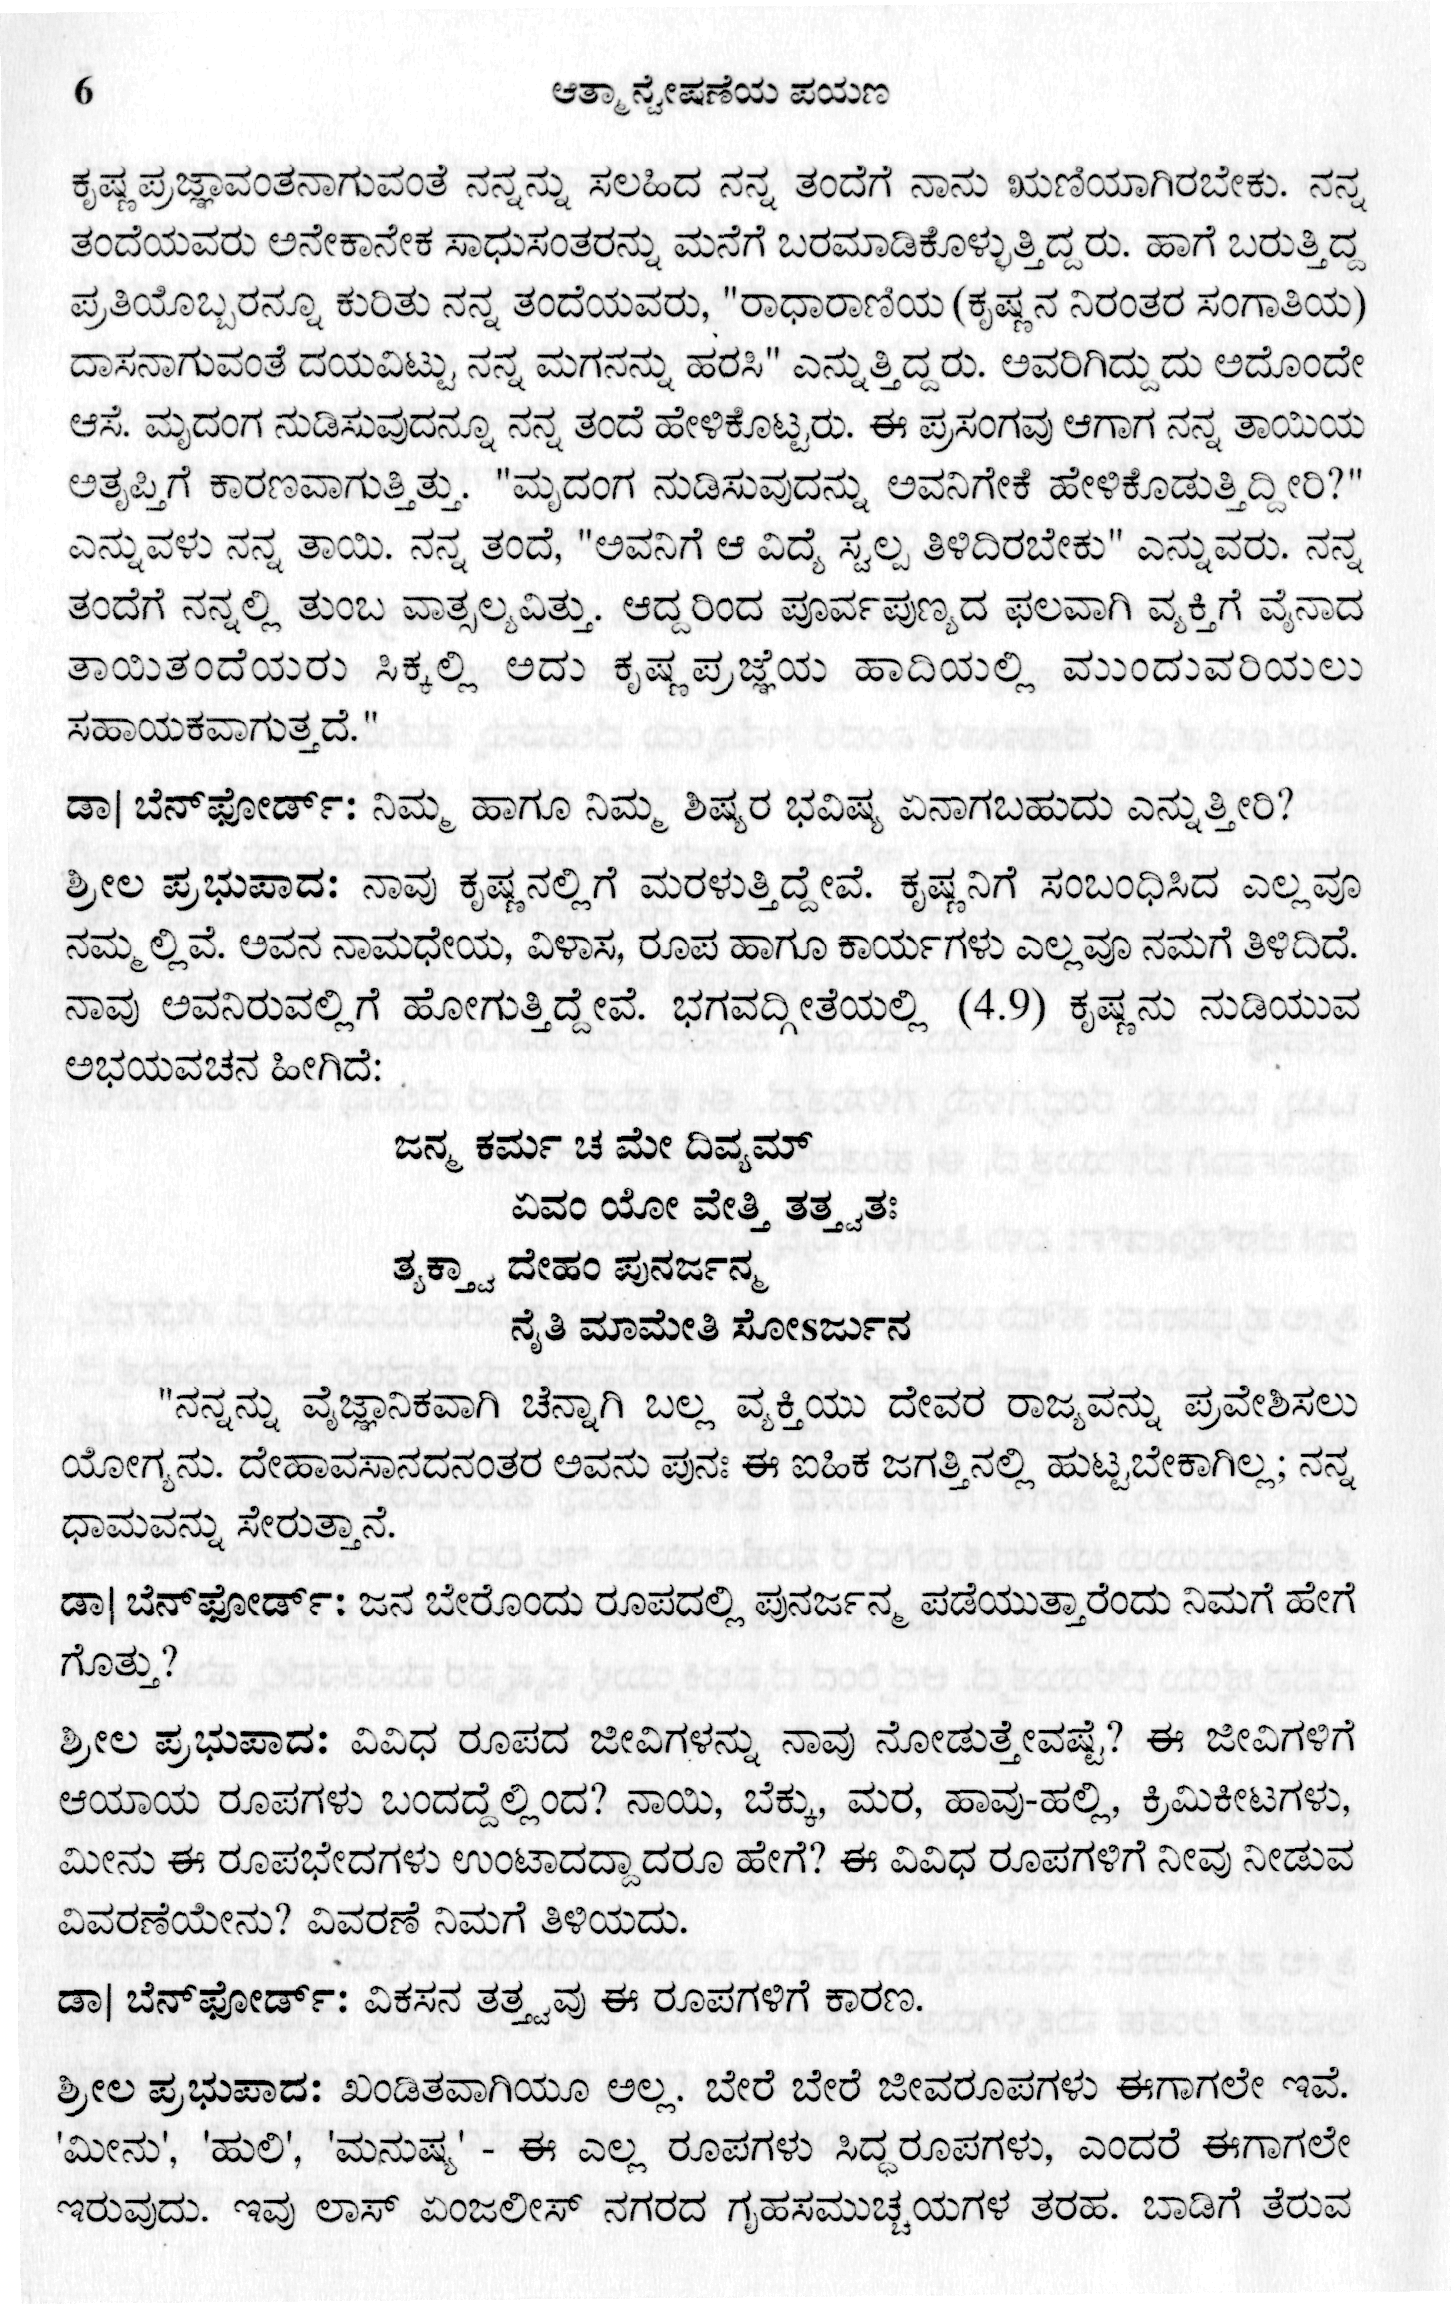 6 ಆತ್ಮಾನ್ವೇಷಣೆಯ ಪಯಣ
ಕೃಷ್ಣಪ್ರಜ್ಞಾವಂತನಾಗುವಂತೆ ನನ್ನನ್ನು ಸಲಹಿದ ನನ್ನ ತಂದೆಗೆ ನಾನು ಋಣಿಯಾಗಿರಬೇಕು. ನನ್ನ
ತಂದೆಯವರು ಅನೇಕಾನೇಕ ಸಾಧುಸಂತರನ್ನು ಮನೆಗೆ ಬರಮಾಡಿಕೊಳ್ಳುತ್ತಿದ್ದರು. ಹಾಗೆ ಬರುತ್ತಿದ್ದ
ಪ್ರತಿಯೊಬ್ಬರನ್ನೂ ಕುರಿತು ನನ್ನ ತಂದೆಯವರು, "ರಾಧಾರಾಣಿಯ (ಕೃಷ್ಣನ ನಿರಂತರ ಸಂಗಾತಿಯ)
ದಾಸನಾಗುವಂತೆ ದಯವಿಟ್ಟು ನನ್ನ ಮಗನನ್ನು ಹರಸಿ" ಎನ್ನುತ್ತಿದ್ದರು. ಅವರಿಗಿದ್ದುದು ಅದೊಂದೇ
ಆಸೆ. ಮೃದಂಗ ನುಡಿಸುವುದನ್ನೂ ನನ್ನ ತಂದೆ ಹೇಳಿಕೊಟ್ಟರು. ಈ ಪ್ರಸಂಗವು ಆಗಾಗ ನನ್ನ ತಾಯಿಯ
ಅತೃಪ್ತಿಗೆ ಕಾರಣವಾಗುತ್ತಿತ್ತು. "ಮೃದಂಗ ನುಡಿಸುವುದನ್ನು ಅವನಿಗೇಕೆ ಹೇಳಿಕೊಡುತ್ತಿದ್ದೀರಿ?"
ಎನ್ನುವಳು ನನ್ನ ತಾಯಿ. ನನ್ನ ತಂದೆ, "ಅವನಿಗೆ ಆ ವಿದ್ಯೆ ಸ್ವಲ್ಪ ತಿಳಿದಿರಬೇಕು" ಎನ್ನುವರು. ನನ್ನ
ತಂದೆಗೆ ನನ್ನಲ್ಲಿ ತುಂಬ ವಾತ್ಸಲ್ಯವಿತ್ತು. ಆದ್ದರಿಂದ ಪೂರ್ವಪುಣ್ಯದ ಫಲವಾಗಿ ವ್ಯಕ್ತಿಗೆ ವೈನಾದ
ತಾಯಿತಂದೆಯರು ಸಿಕ್ಕಲ್ಲಿ ಅದು ಕೃಷ್ಣಪ್ರಜ್ಞೆಯ ಹಾದಿಯಲ್ಲಿ ಮುಂದುವರಿಯಲು
ಸಹಾಯಕವಾಗುತ್ತದೆ."
ಡಾ| ಬೆನ್‌ಫೋರ್ಡ್: ನಿಮ್ಮ ಹಾಗೂ ನಿಮ್ಮ ಶಿಷ್ಯರ ಭವಿಷ್ಯ ಏನಾಗಬಹುದು ಎನ್ನುತ್ತೀರಿ?
ಶ್ರೀಲ ಪ್ರಭುಪಾದ: ನಾವು ಕೃಷ್ಣನಲ್ಲಿಗೆ ಮರಳುತ್ತಿದ್ದೇವೆ. ಕೃಷ್ಣನಿಗೆ ಸಂಬಂಧಿಸಿದ ಎಲ್ಲವೂ
ನಮ್ಮಲ್ಲಿವೆ. ಅವನ ನಾಮಧೇಯ, ವಿಳಾಸ, ರೂಪ ಹಾಗೂ ಕಾರ್ಯಗಳು ಎಲ್ಲವೂ ನಮಗೆ ತಿಳಿದಿದೆ.
ನಾವು ಅವನಿರುವಲ್ಲಿಗೆ ಹೋಗುತ್ತಿದ್ದೇವೆ. ಭಗವದ್ಗೀತೆಯಲ್ಲಿ (4.9) ಕೃಷ್ಣನು ನುಡಿಯುವ
ಅಭಯವಚನ ಹೀಗಿದೆ:
ಜನ್ಮ ಕರ್ಮ ಚ ಮೇ ದಿವ್ಯಮ್
ಏವಂ ಯೋ ವೇತ್ತಿ ತತ್ತ್ವತಃ
ತ್ಯಕ್ತ್ವಾ ದೇಹಂ ಪುನರ್ಜನ್ಮ
ನೈತಿ ಮಾಮೇತಿ ಸೋsರ್ಜುನ
"ನನ್ನನ್ನು ವೈಜ್ಞಾನಿಕವಾಗಿ ಚೆನ್ನಾಗಿ ಬಲ್ಲ ವ್ಯಕ್ತಿಯು ದೇವರ ರಾಜ್ಯವನ್ನು ಪ್ರವೇಶಿಸಲು
ಯೋಗ್ಯನು. ದೇಹಾವಸಾನದನಂತರ ಅವನು ಪುನಃ ಈ ಐಹಿಕ ಜಗತ್ತಿನಲ್ಲಿ ಹುಟ್ಟಬೇಕಾಗಿಲ್ಲ; ನನ್ನ
ಧಾಮವನ್ನು ಸೇರುತ್ತಾನೆ.
ಡಾ| ಬೆನ್‌ಫೋರ್ಡ್: ಜನ ಬೇರೊಂದು ರೂಪದಲ್ಲಿ ಪುನರ್ಜನ್ಮ ಪಡೆಯುತ್ತಾರೆಂದು ನಿಮಗೆ ಹೇಗೆ
ಗೊತ್ತು?
ಶ್ರೀಲ ಪ್ರಭುಪಾದ: ವಿವಿಧ ರೂಪದ ಜೀವಿಗಳನ್ನು ನಾವು ನೋಡುತ್ತೇವಷ್ಟೆ? ಈ ಜೀವಿಗಳಿಗೆ
ಆಯಾಯ ರೂಪಗಳು ಬಂದದ್ದೆಲ್ಲಿಂದ? ನಾಯಿ, ಬೆಕ್ಕು, ಮರ, ಹಾವು-ಹಲ್ಲಿ, ಕ್ರಿಮಿಕೀಟಗಳು,
ಮೀನು ಈ ರೂಪಭೇದಗಳು ಉಂಟಾದದ್ದಾದರೂ ಹೇಗೆ? ಈ ವಿವಿಧ ರೂಪಗಳಿಗೆ ನೀವು ನೀಡುವ
ವಿವರಣೆಯೇನು? ವಿವರಣೆ ನಿಮಗೆ ತಿಳಿಯದು.
ಡಾ| ಬೆನ್‌ಫೋರ್ಡ್: ವಿಕಸನ ತತ್ತ್ವವು ಈ ರೂಪಗಳಿಗೆ ಕಾರಣ.
ಶ್ರೀಲ ಪ್ರಭುಪಾದ: ಖಂಡಿತವಾಗಿಯೂ ಅಲ್ಲ. ಬೇರೆ ಬೇರೆ ಜೀವರೂಪಗಳು ಈಗಾಗಲೇ ಇವೆ.
'ಮೀನು', 'ಹುಲಿ', 'ಮನುಷ್ಯ' - ಈ ಎಲ್ಲ ರೂಪಗಳು ಸಿದ್ಧರೂಪಗಳು, ಎಂದರೆ ಈಗಾಗಲೇ
ಇರುವುದು. ಇವು ಲಾಸ್ ಏಂಜಲೀಸ್ ನಗರದ ಗೃಹಸಮುಚ್ಚಯಗಳ ತರಹ. ಬಾಡಿಗೆ ತೆರುವ